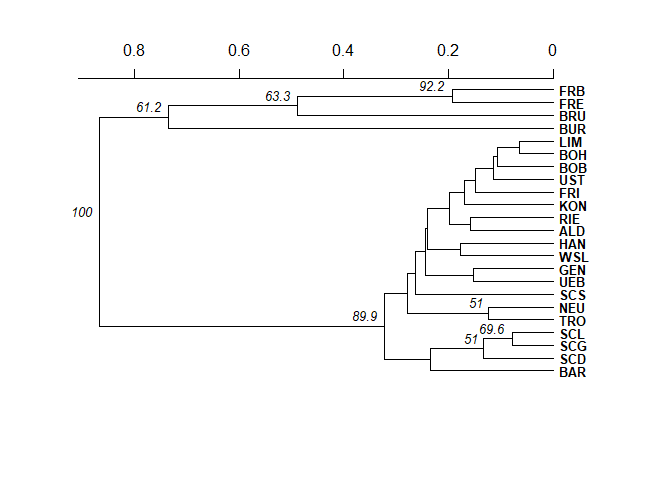 0.8 0.6 0.4 0.2 0
92.2 FRB
63.3 FRE
61.2 BRU
BUR
LIM
BOH
BOB
UST
FRI
KON
100 RIE
ALD
HAN
WSL
GEN
UEB
SCS
51 NEU
89.9 TRO
69.6 SCL
51 SCG
SCD
BAR